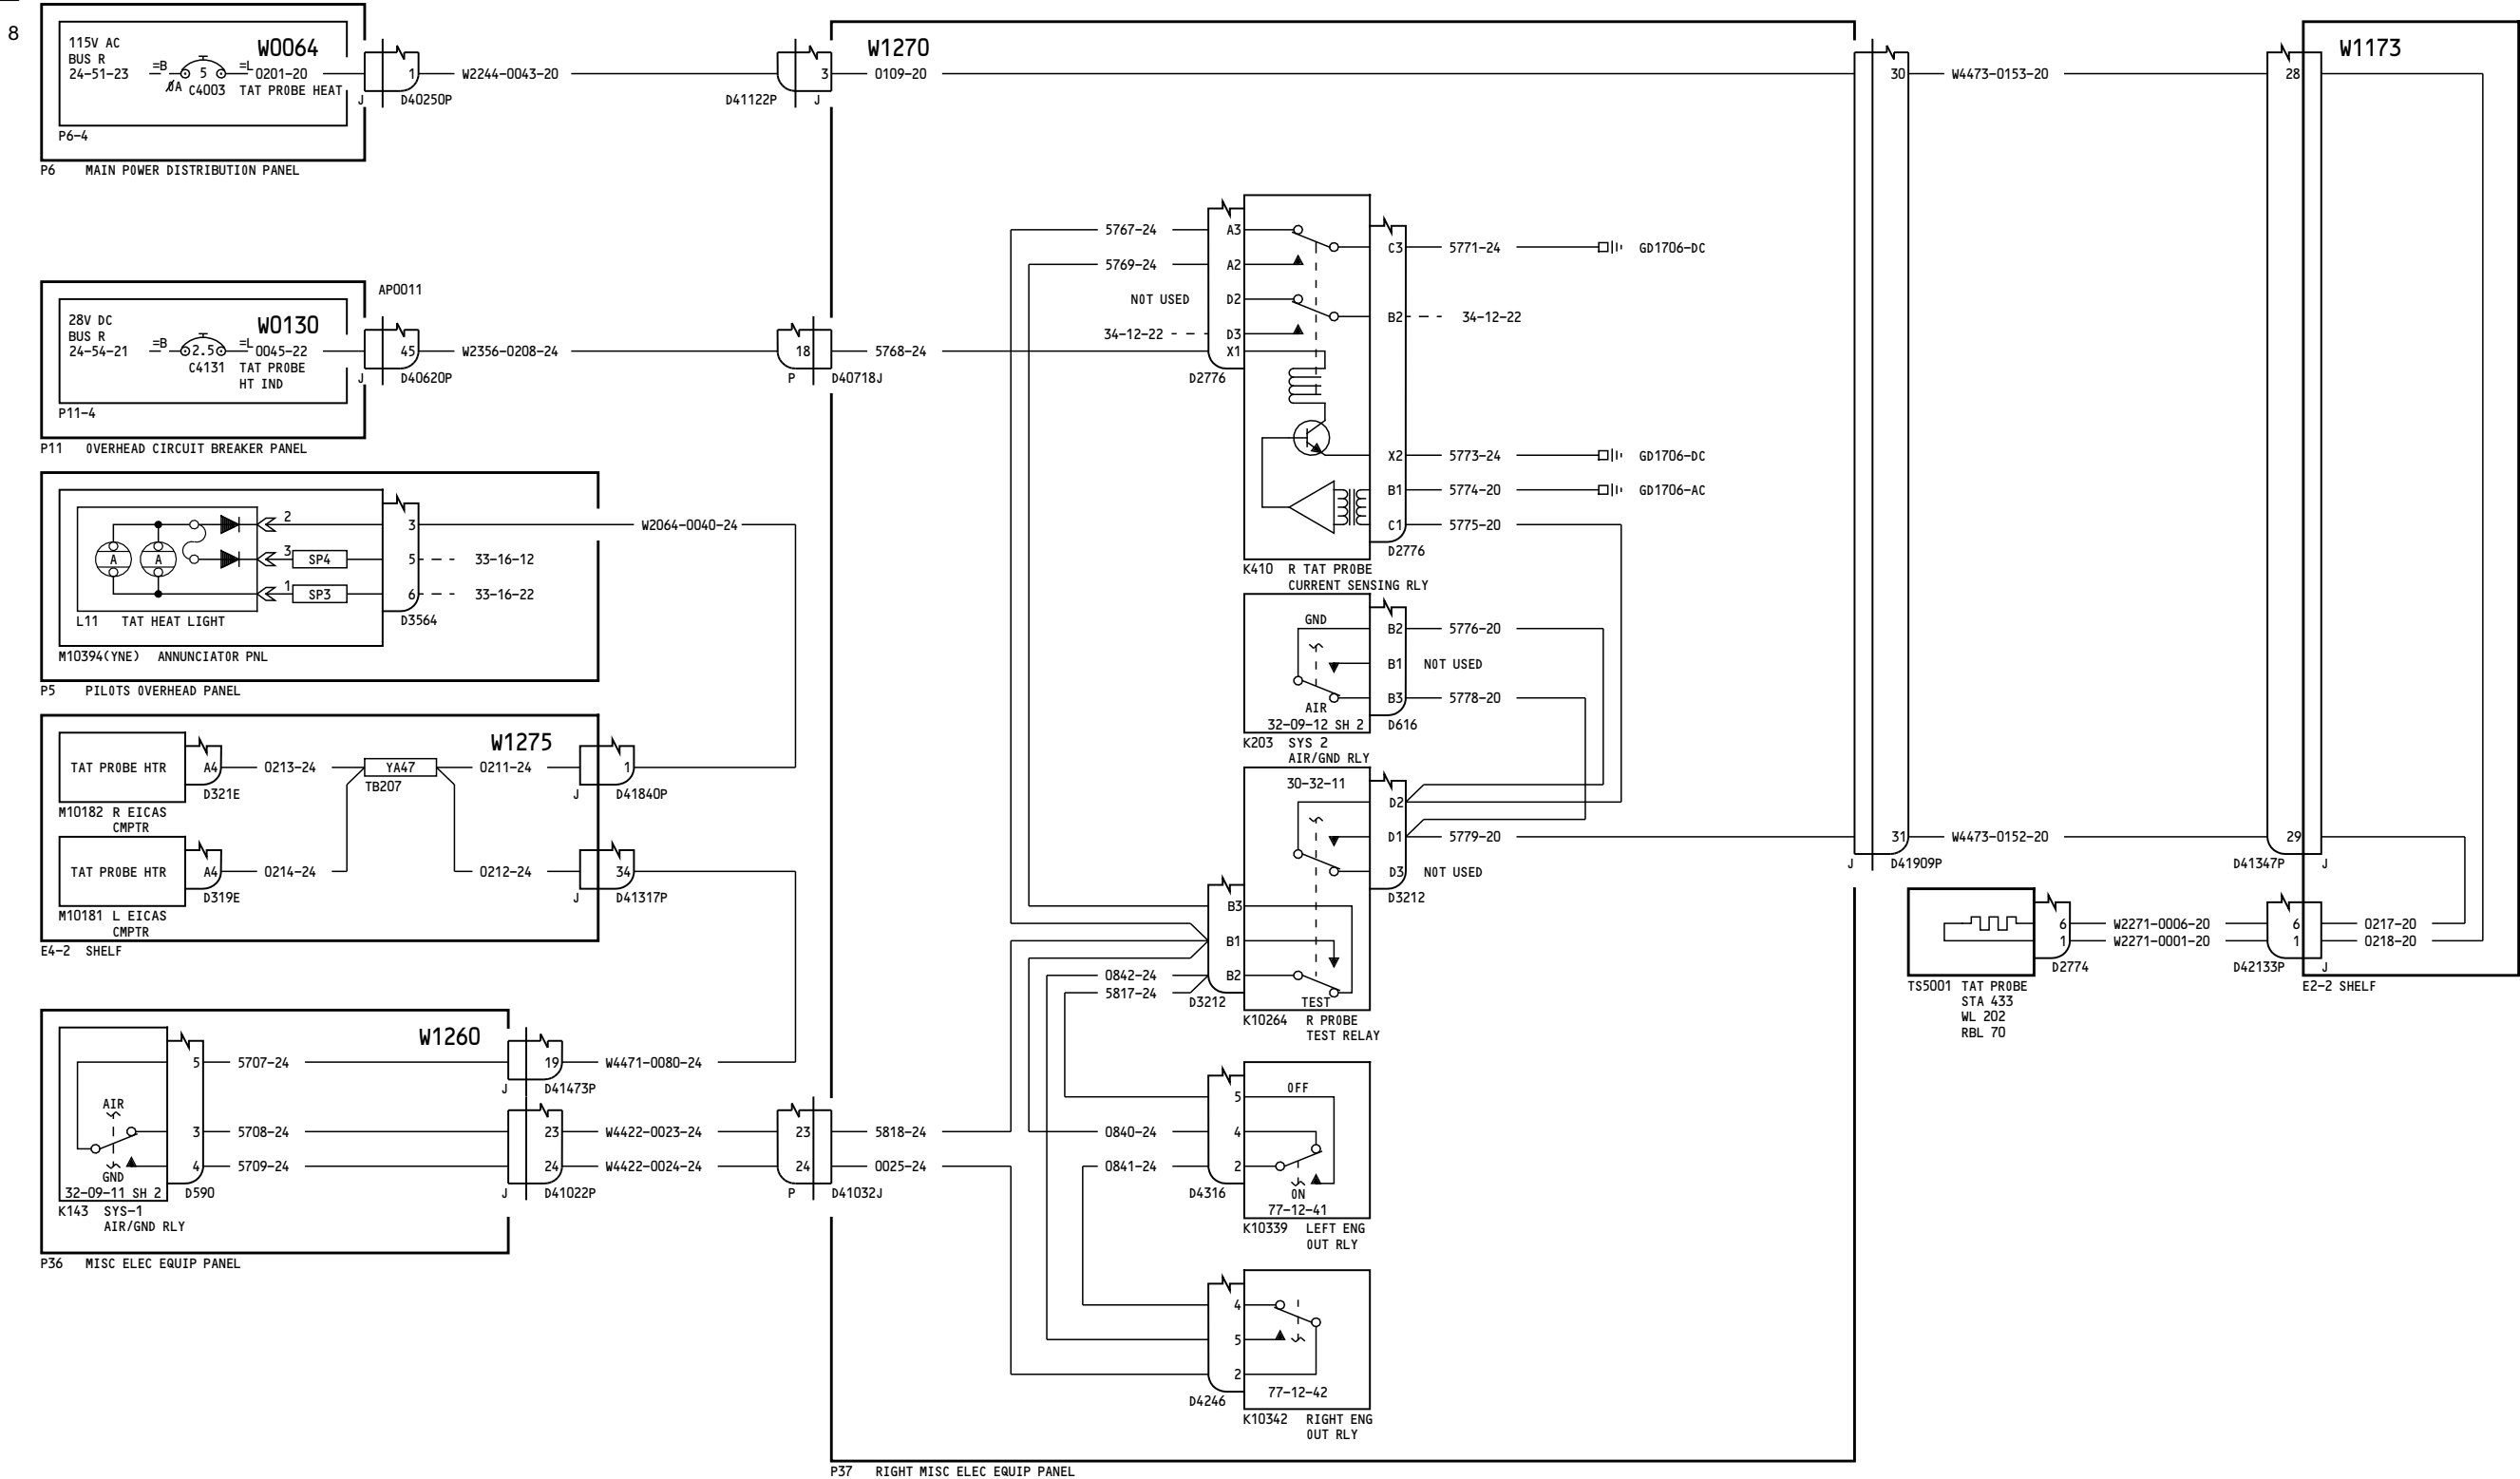 8
115V AC
BUS R
24-51-23
=B
ØA
5
C4003
W0064
=L
0201-20
TAT PROBE HEAT
P6-4
P6 MAIN POWER DISTRIBUTION PANEL
J
1
D40250P
W2244-0043-20
3
D41122P
J
W1270
0109-20
30
W4473-0153-20
28
W1173
28V DC
BUS R
24-54-21
=B
2.5
C4131
W0130
=L
0045-22
TAT PROBE
HT IND
P11-4
P11 OVERHEAD CIRCUIT BREAKER PANEL
AP0011
J
45
D40620P
W2356-0208-24
18
P
D40718J
5768-24
5767-24
5769-24
NOT USED
34-12-22
A3
A2
D2
D3
X1
D2776
C3
5771-24
GD1706-DC
B2
34-12-22
X2
5773-24
GD1706-DC
B1
5774-20
GD1706-AC
C1
5775-20
D2776
K410 R TAT PROBE
CURRENT SENSING RLY
A
A
2
3
1
SP4
SP3
L11 TAT HEAT LIGHT
3
5
6
D3564
33-16-12
33-16-22
W2064-0040-24
M10394(YNE) ANNUNCIATOR PNL
P5 PILOTS OVERHEAD PANEL
GND
AIR
32-09-12 SH 2
B2
5776-20
B1
NOT USED
B3
5778-20
D616
K203 SYS 2
AIR/GND RLY
TAT PROBE HTR
A4
D321E
0213-24
YA47
TB207
0211-24
W1275
J
1
D41840P
M10182 R EICAS
CMPTR
TAT PROBE HTR
A4
D319E
0214-24
0212-24
J
34
D41317P
M10181 L EICAS
CMPTR
E4-2 SHELF
30-32-11
D2
D1
5779-20
D3
NOT USED
D3212
B3
B1
B2
D3212
0842-24
5817-24
TEST
K10264 R PROBE
TEST RELAY
31
J
D41909P
W4473-0152-20
29
D41347P
J
TS5001 TAT PROBE
STA 433
WL 202
RBL 70
6
1
D2774
W2271-0006-20
W2271-0001-20
6
1
D42133P
J
0217-20
0218-20
E2-2 SHELF
AIR
GND
32-09-11 SH 2
5
3
4
D590
5707-24
5708-24
5709-24
W1260
K143 SYS-1
AIR/GND RLY
P36 MISC ELEC EQUIP PANEL
J
19
D41473P
W4471-0080-24
23
24
J
D41022P
W4422-0023-24
W4422-0024-24
23
24
P
D41032J
5818-24
0025-24
0840-24
0841-24
5
4
2
D4316
OFF
ON
77-12-41
K10339 LEFT ENG
OUT RLY
4
5
2
D4246
77-12-42
K10342 RIGHT ENG
OUT RLY
P37 RIGHT MISC ELEC EQUIP PANEL